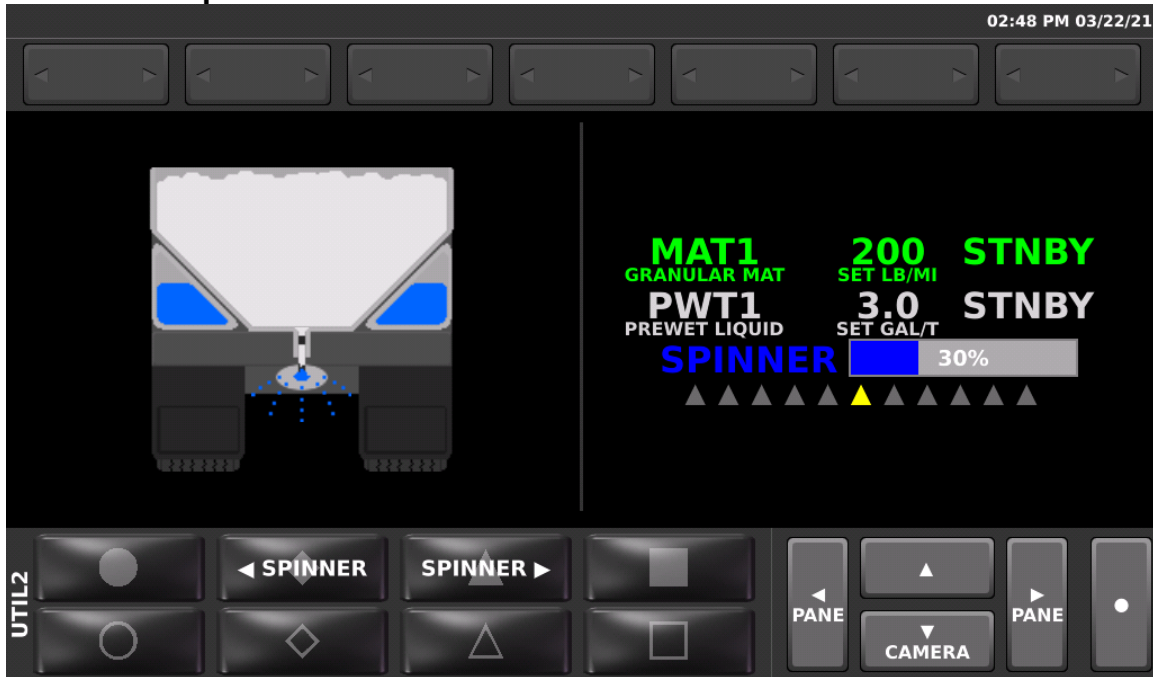 02:48 PM 03/22/21
MAT1 200 STNBY
GRANULAR MAT SET LB/MI
PWT1 3.0 STNBY
PREWET LIQUID SET GAL/T
SPINNER 30%
UTIL2
◀ SPINNER
SPINNER ▶
◀ PANE
▲
▼
CAMERA
▶ PANE